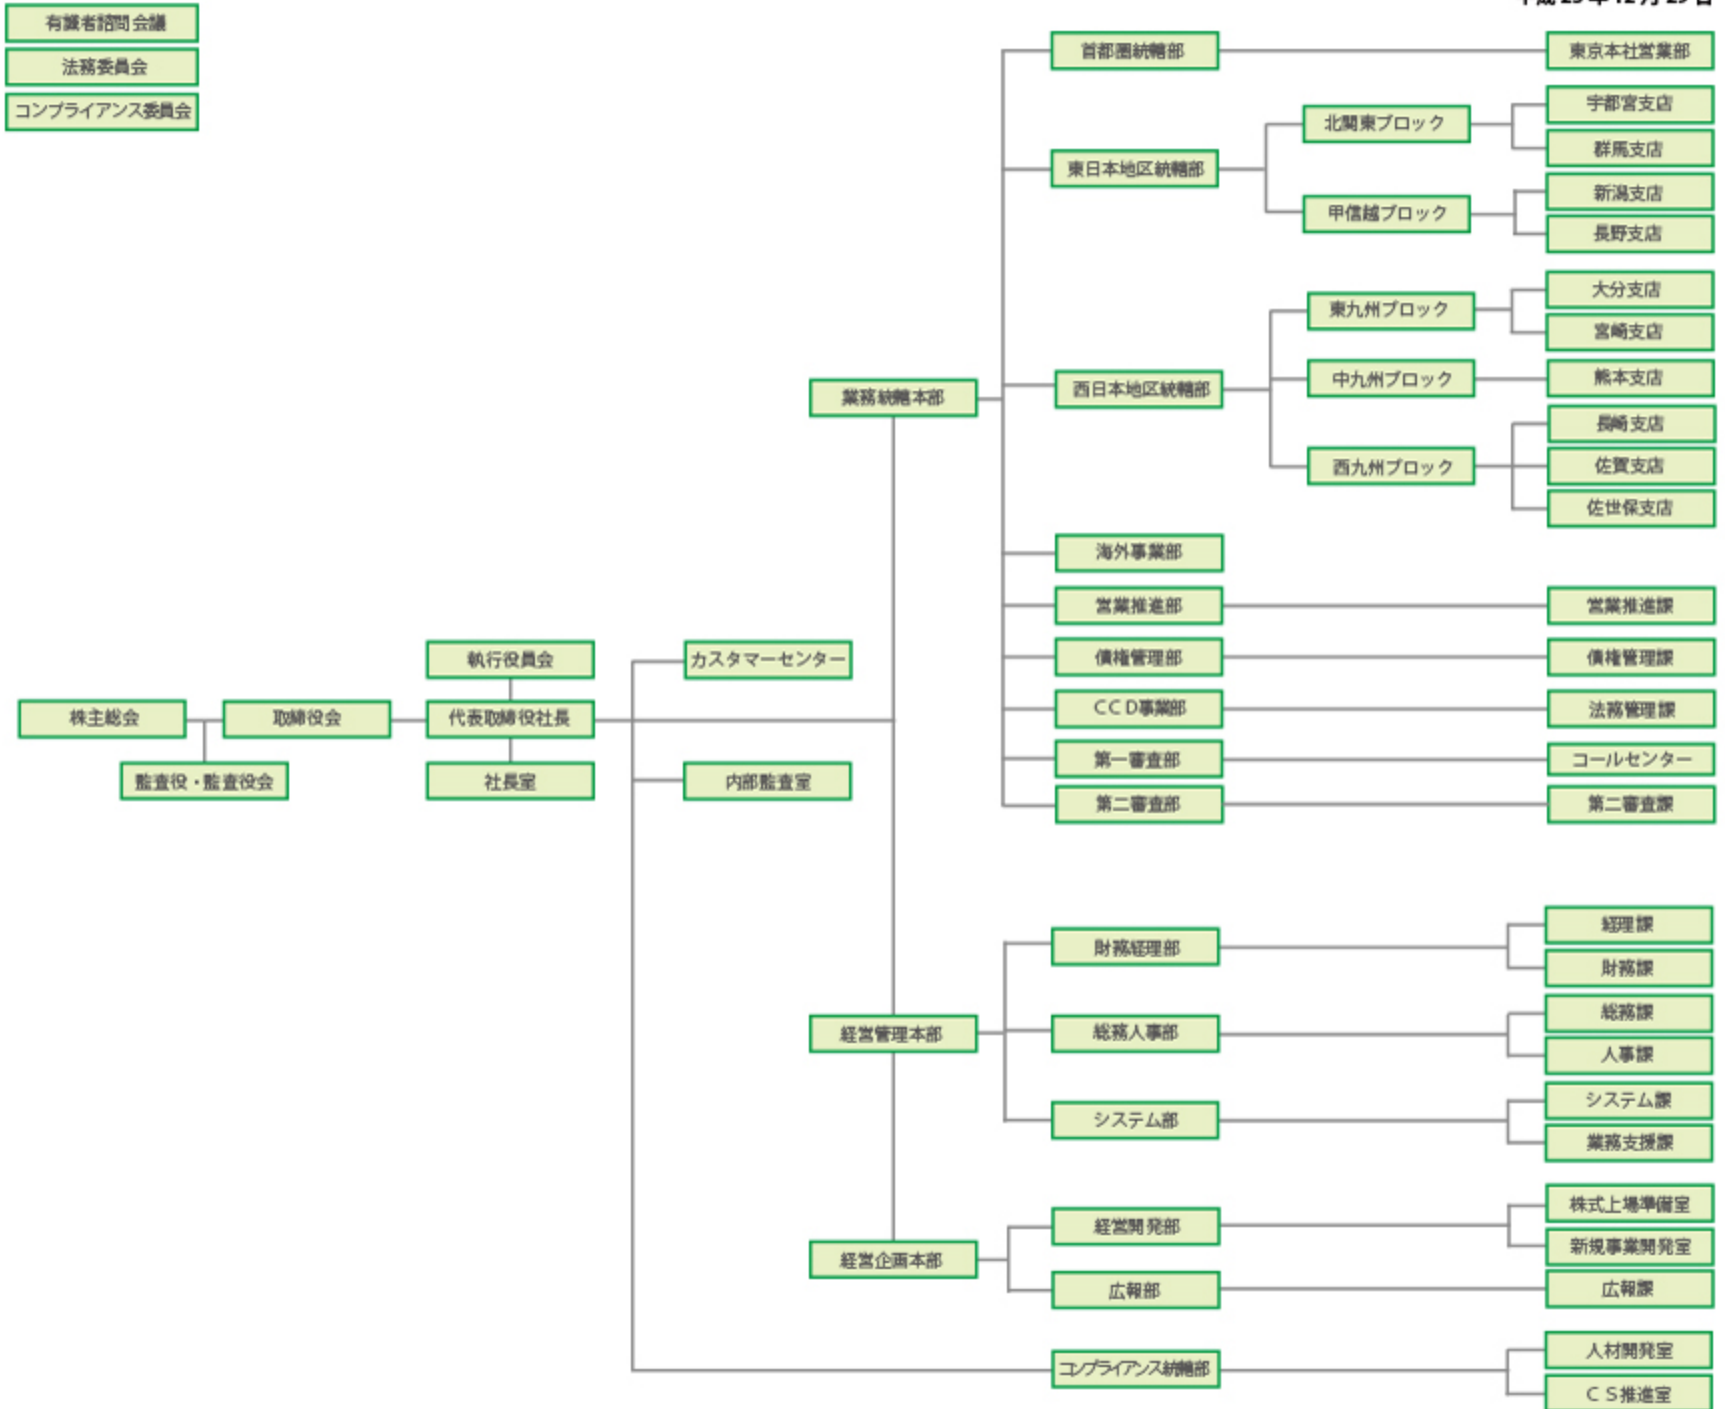 有識者諮問会議
法務委員会
コンプライアンス委員会
首都圏統轄部
東京本社営業部
東日本地区統轄部
北関東ブロック
宇都宮支店
群馬支店
甲信越ブロック
新潟支店
長野支店
業務統轄本部
西日本地区統轄部
東九州ブロック
大分支店
宮崎支店
中九州ブロック
熊本支店
西九州ブロック
長崎支店
佐賀支店
佐世保支店
海外事業部
営業推進部
営業推進課
債権管理部
債権管理課
CCD事業部
法務管理課
第一審査部
コールセンター
第二審査部
第二審査課
執行役員会
カスタマーセンター
株主総会
取締役会
代表取締役社長
監査役・監査役会
社長室
内部監査室
経営管理本部
財務経理部
経理課
財務課
総務人事部
総務課
人事課
システム部
システム課
業務支援課
経営企画本部
経営開発部
株式上場準備室
新規事業開発室
広報部
広報課
コンプライアンス統轄部
人材開発室
CS推進室